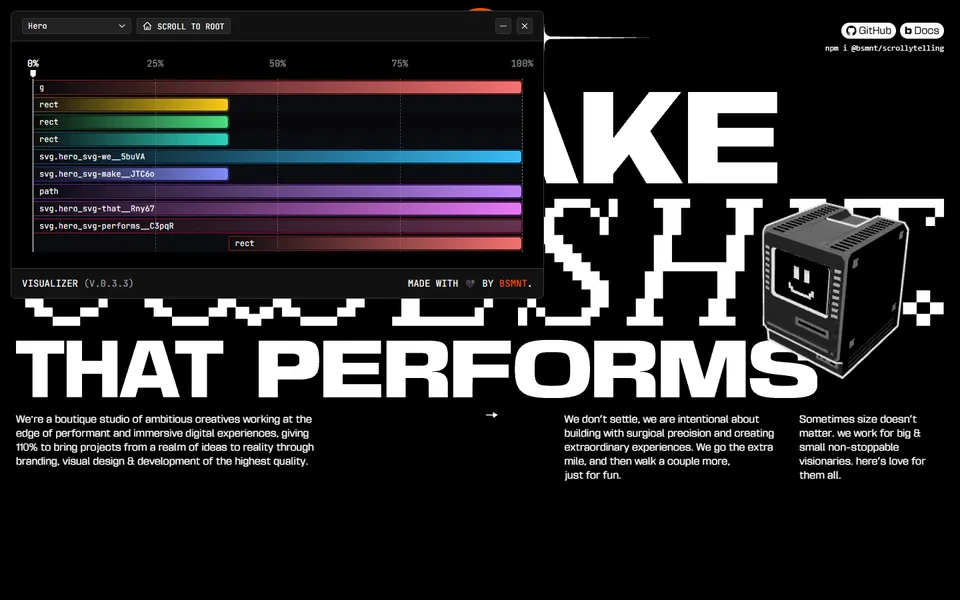 Hero
SCROLL TO ROOT
GitHub
Docs
npm i @bsmnt/scrollytelling
0%
25%
50%
75%
100%
g
rect
rect
rect
svg.hero_svg-we__5buVA
svg.hero_svg-make__JTC6o
path
svg.hero_svg-that__Rny67
svg.hero_svg-performs__C3pqR
rect
VISUALIZER (V.0.3.3)
MADE WITH 🖤 BY BSMNT.
AKE
SH
THAT PERFORMS
We're a boutique studio of ambitious creatives working at the
edge of performant and immersive digital experiences, giving
110% to bring projects from a realm of ideas to reality through
branding, visual design & development of the highest quality.
→
We don't settle, we are intentional about
building with surgical precision and creating
extraordinary experiences. We go the extra
mile, and then walk a couple more,
just for fun.
Sometimes size doesn't
matter. we work for big &
small non-stoppable
visionaries. here's love for
them all.